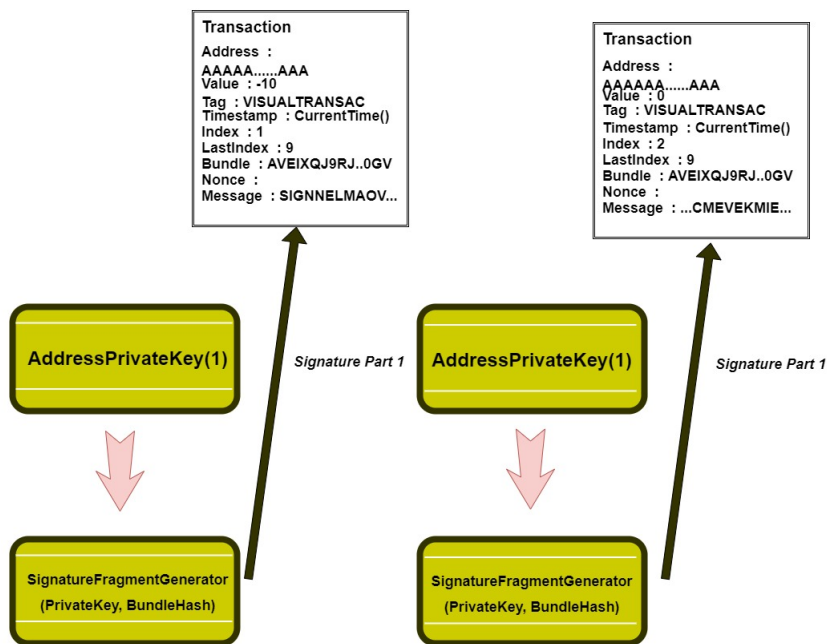 Transaction
Address :
AAAAA......AAA
Value : -10
Tag : VISUALTRANSAC
Timestamp : CurrentTime()
Index : 1
LastIndex : 9
Bundle : AVEIXQJ9RJ..0GV
Nonce :
Message : SIGNNELMAOV...
Transaction
Address :
AAAAAA......AAA
Value : 0
Tag : VISUALTRANSAC
Timestamp : CurrentTime()
Index : 2
LastIndex : 9
Bundle : AVEIXQJ9RJ..0GV
Nonce :
Message : ...CMEVEKMIE...
AddressPrivateKey(1)
Signature Part 1
AddressPrivateKey(1)
Signature Part 1
SignatureFragmentGenerator
(PrivateKey, BundleHash)
SignatureFragmentGenerator
(PrivateKey, BundleHash)